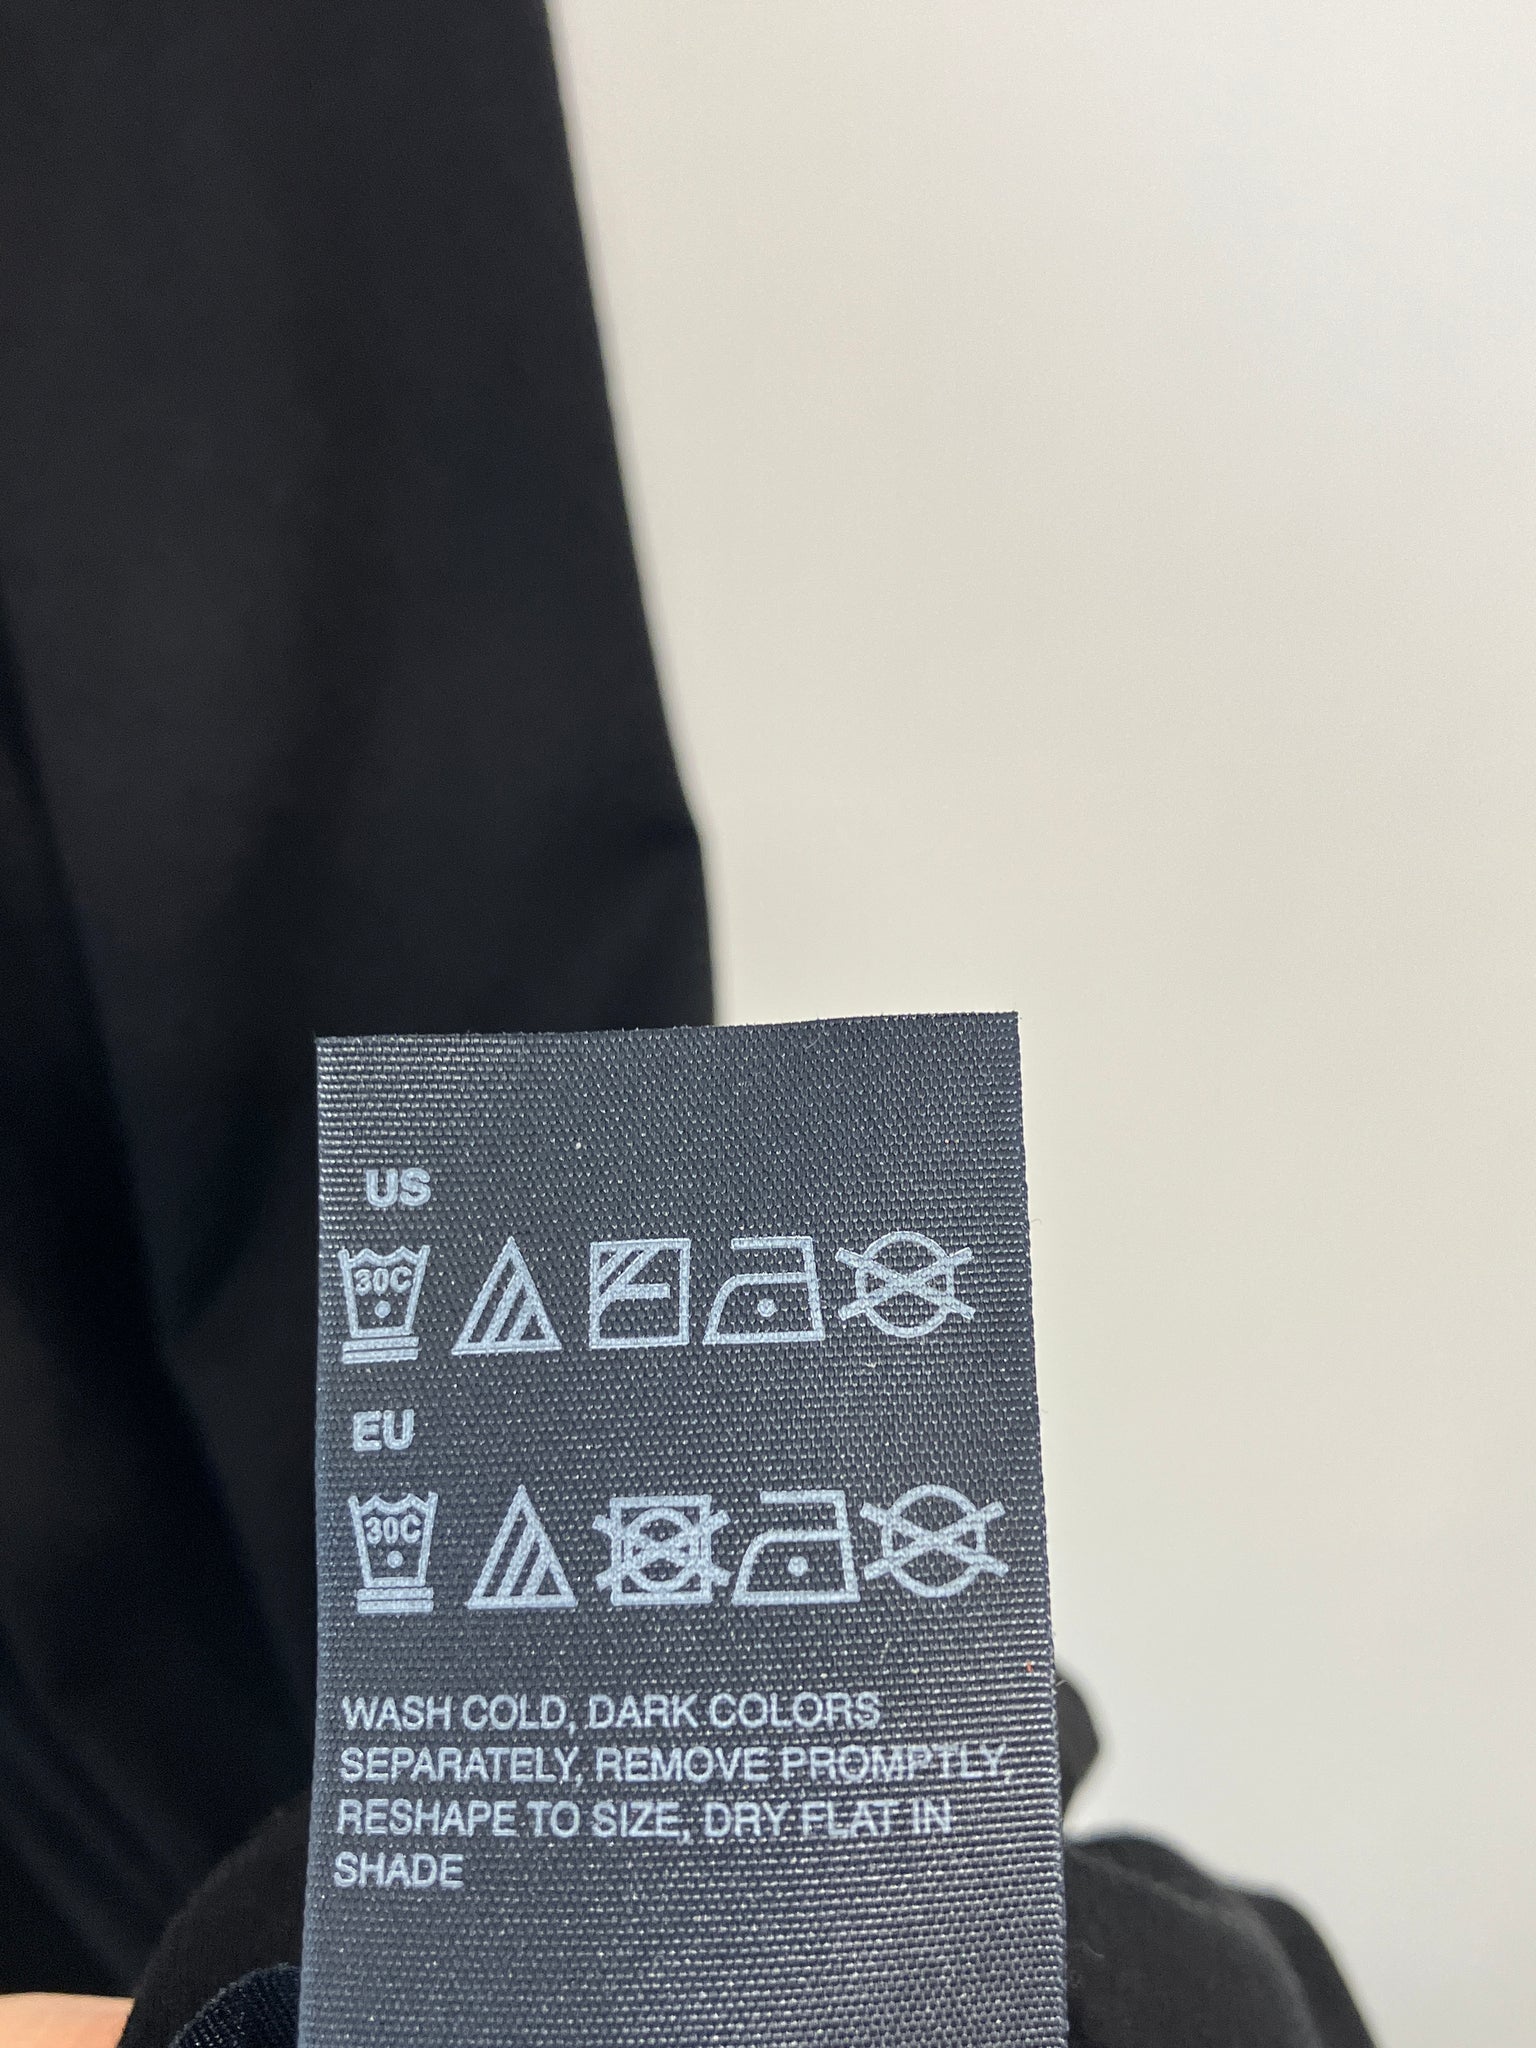 US
30C
EU
30C
WASH COLD, DARK COLORS
SEPARATELY, REMOVE PROMPTLY,
RESHAPE TO SIZE, DRY FLAT IN
SHADE